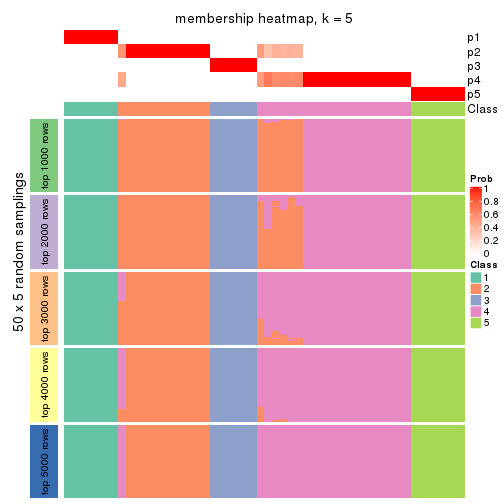 membership heatmap, k = 5
p1
p2
p3
p4
p5
Class
50 x 5 random samplings
top 1000 rows
top 2000 rows
top 3000 rows
top 4000 rows
top 5000 rows
Prob
1
0.8
0.6
0.4
0.2
0
Class
1
2
3
4
5